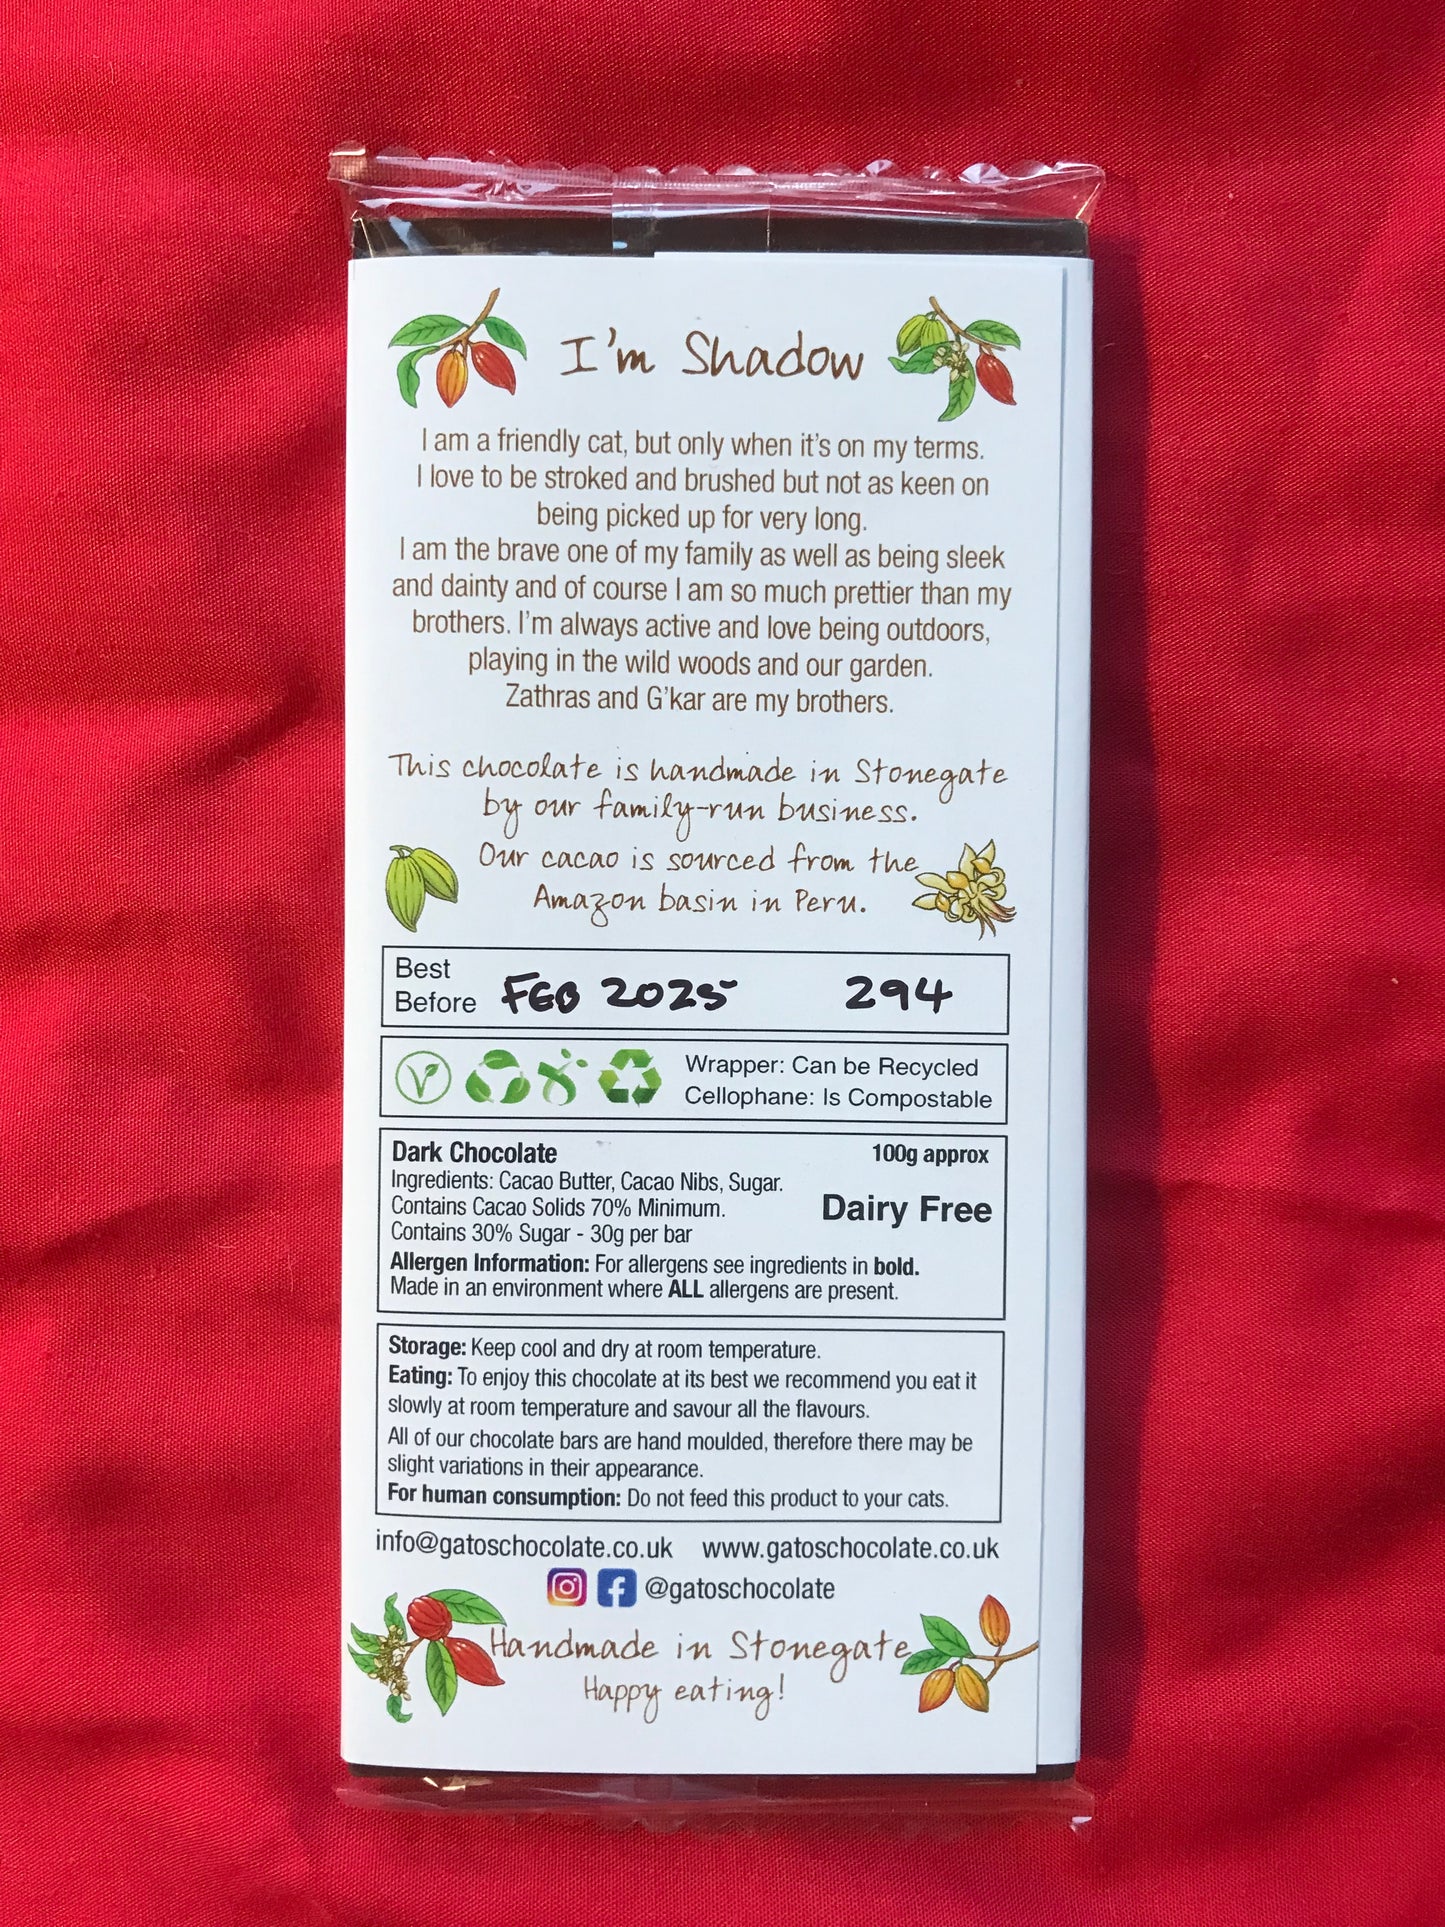 I'm Shadow
I am a friendly cat, but only when it's on my terms.
I love to be stroked and brushed but not as keen on
being picked up for very long.
I am the brave one of my family as well as being sleek
and dainty and of course I am so much prettier than my
brothers. I'm always active and love being outdoors,
playing in the wild woods and our garden.
Zathras and G'kar are my brothers.
This chocolate is handmade in Stonegate
by our family-run business.
Our cacao is sourced from the
Amazon basin in Peru.
Best
Before FEB 2025 294
Wrapper: Can be Recycled
Cellophane: Is Compostable
Dark Chocolate 100g approx
Ingredients: Cacao Butter, Cacao Nibs, Sugar.
Contains Cacao Solids 70% Minimum.
Dairy Free
Contains 30% Sugar - 30g per bar
Allergen Information: For allergens see ingredients in bold.
Made in an environment where ALL allergens are present.
Storage: Keep cool and dry at room temperature.
Eating: To enjoy this chocolate at its best we recommend you eat it
slowly at room temperature and savour all the flavours.
All of our chocolate bars are hand moulded, therefore there may be
slight variations in their appearance.
For human consumption: Do not feed this product to your cats.
info@gatoschocolate.co.uk www.gatoschocolate.co.uk
@gatoschocolate
Handmade in Stonegate
Happy eating!